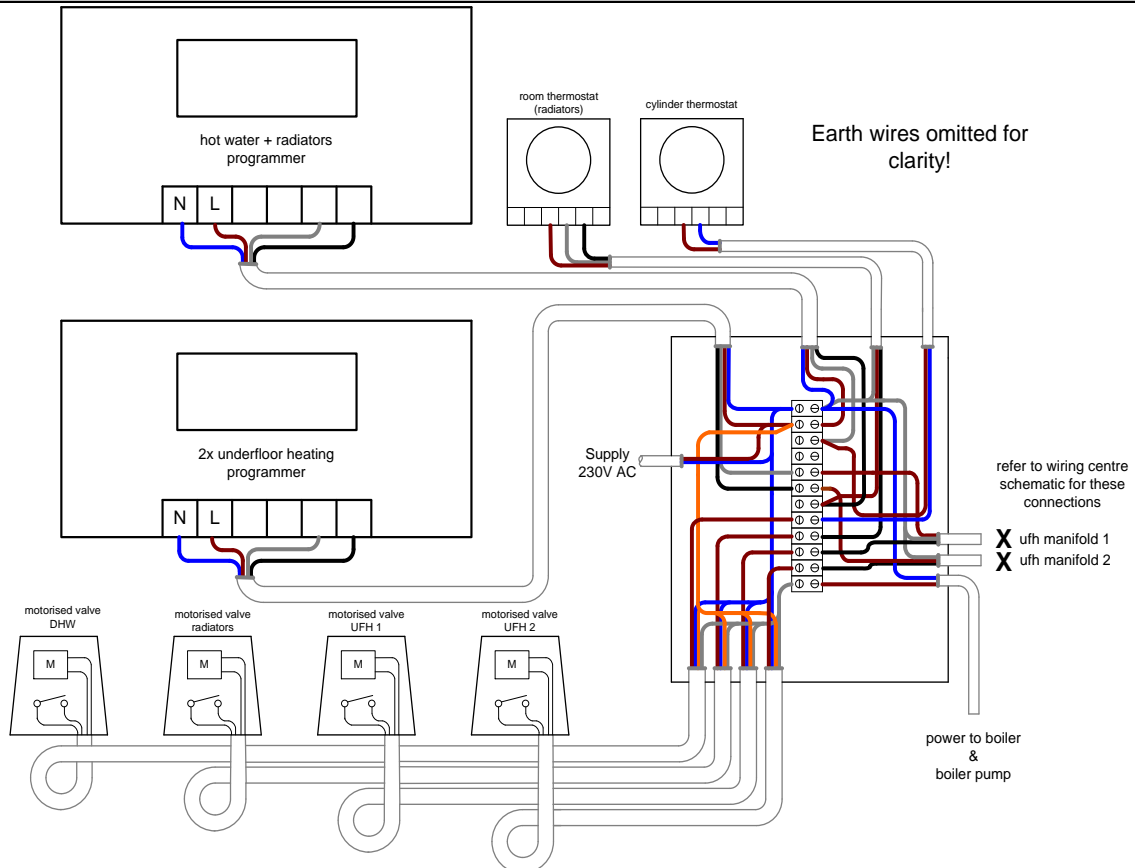 room thermostat
(radiators)
cylinder thermostat
Earth wires omitted for
clarity!
hot water + radiators
programmer
N L
2x underfloor heating
programmer
N L
Supply
230V AC
refer to wiring centre
schematic for these
connections
X ufh manifold 1
X ufh manifold 2
motorised valve
DHW
M
motorised valve
radiators
M
motorised valve
UFH 1
M
motorised valve
UFH 2
M
power to boiler
&
boiler pump